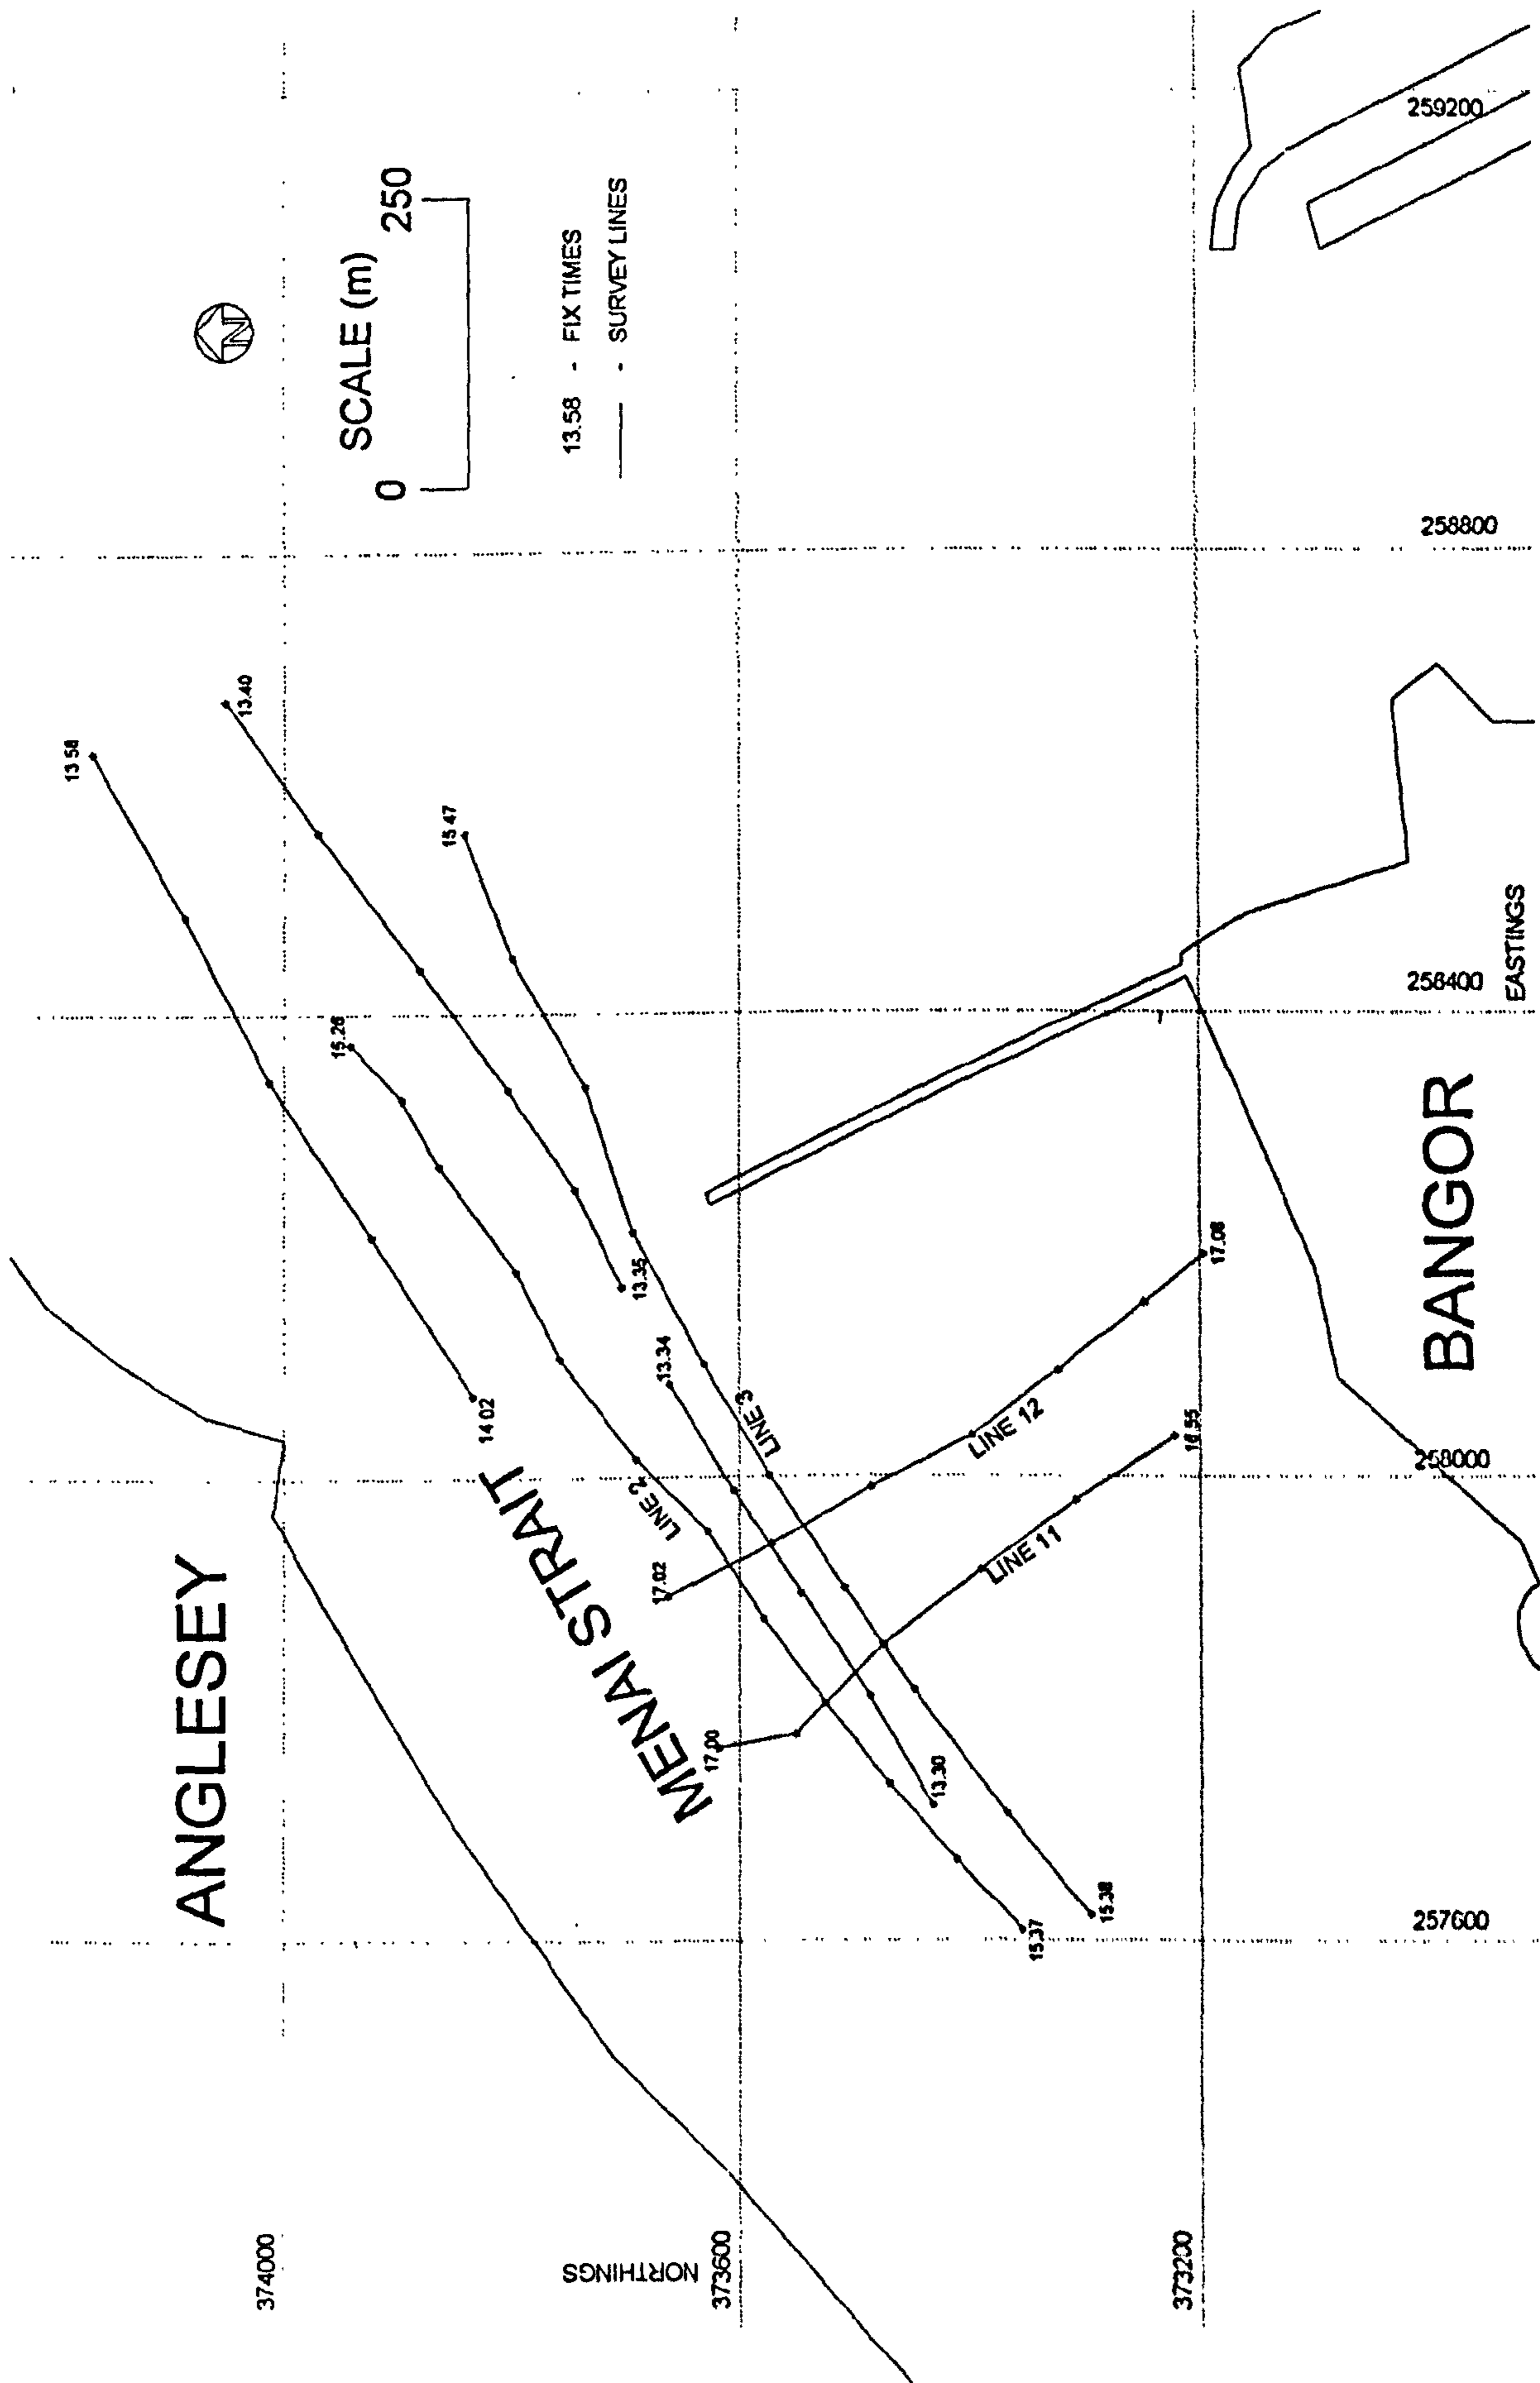 ANGLESEY
MENAI STRAIT
BANGOR
N
SCALE (m)
0
250
13.58 - FIX TIMES
- SURVEY LINES
13 58
13.40
15 47
15.26
14 02
13.35
13.34
LINE 2
LINE 3
17.02
17.00
LINE 12
LINE 11
17.08
16.55
13.30
15.37
15.38
374000
373600
373200
NORTHINGS
257600
258000
258400
258800
259200
EASTINGS